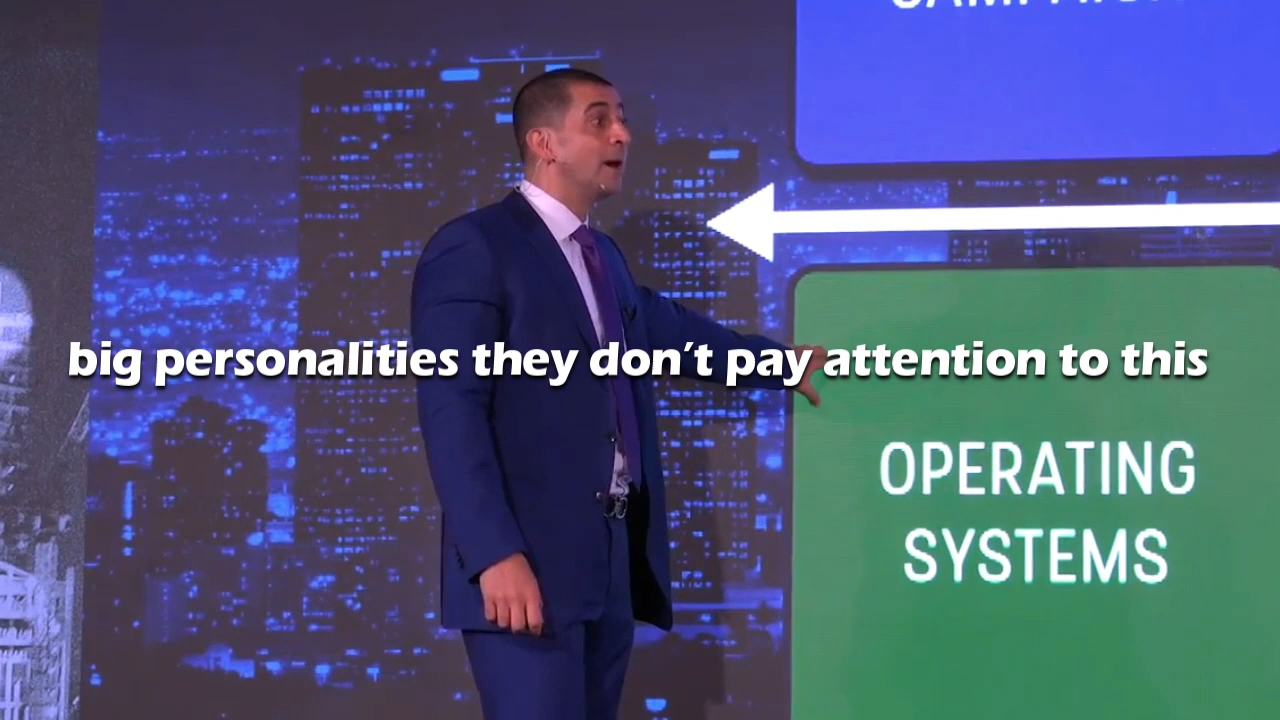 big personalities they don't pay attention to this
OPERATING
SYSTEMS